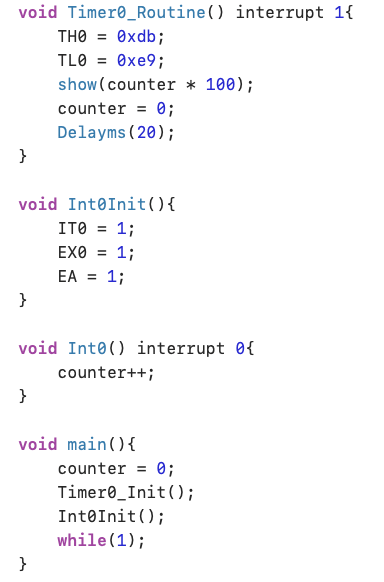 void Timer0_Routine() interrupt 1{
    TH0 = 0xdb;
    TL0 = 0xe9;
    show(counter * 100);
    counter = 0;
    Delayms(20);
}

void Int0Init(){
    IT0 = 1;
    EX0 = 1;
    EA = 1;
}

void Int0() interrupt 0{
    counter++;
}

void main(){
    counter = 0;
    Timer0_Init();
    Int0Init();
    while(1);
}